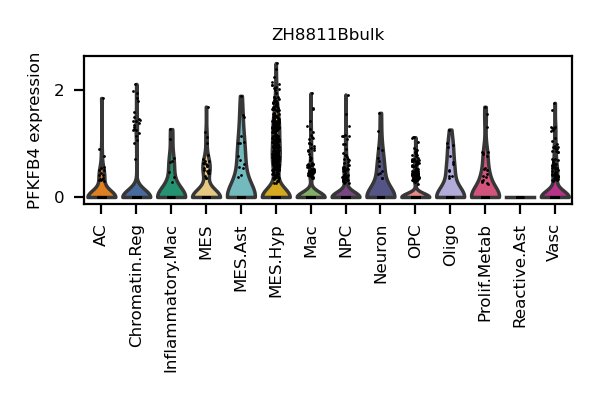 ZH8811Bbulk
PFKFB4 expression
2
0
AC
Chromatin.Reg
Inflammatory.Mac
MES
MES.Ast
MES.Hyp
Mac
NPC
Neuron
OPC
Oligo
Prolif.Metab
Reactive.Ast
Vasc